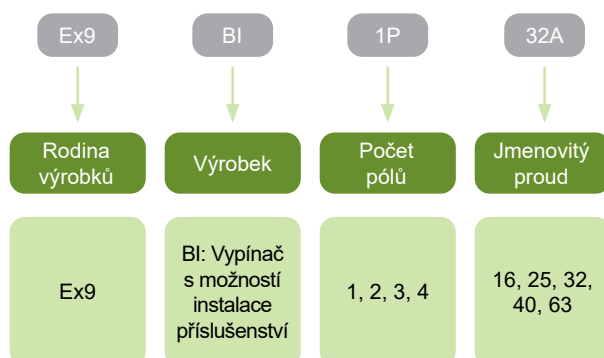 Ex9
BI
1P
32A
Rodina
výrobků
Výrobek
Počet
pólů
Jmenovitý
proud
Ex9
BI: Vypínač
s možností
instalace
příslušenství
1, 2, 3, 4
16, 25, 32,
40, 63